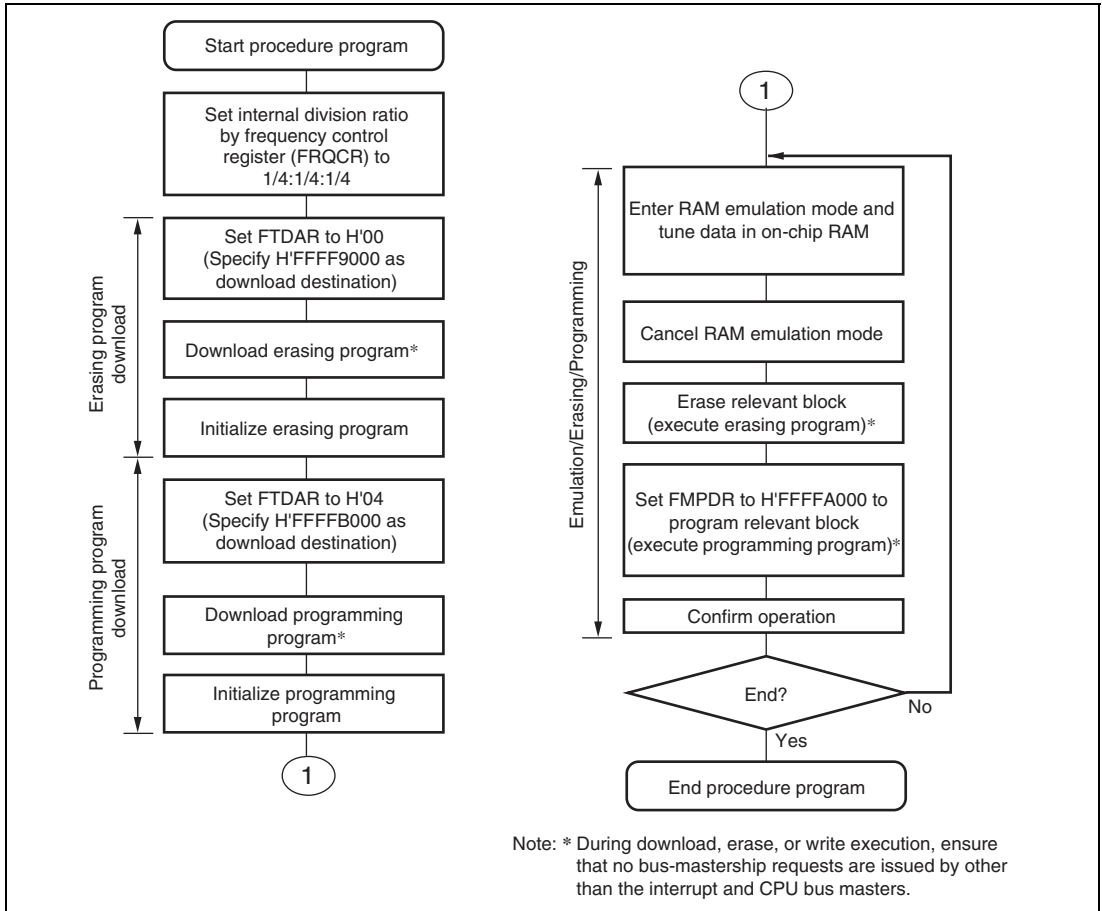 Start procedure program
Set internal division ratio
by frequency control
register (FRQCR) to
1/4:1/4:1/4
Erasing program
download
Set FTDAR to H'00
(Specify H'FFFF9000 as
download destination)
Download erasing program*
Initialize erasing program
Programming program
download
Set FTDAR to H'04
(Specify H'FFFFB000 as
download destination)
Download programming
program*
Initialize programming
program
1
1
Emulation/Erasing/Programming
Enter RAM emulation mode and
tune data in on-chip RAM
Cancel RAM emulation mode
Erase relevant block
(execute erasing program)*
Set FMPDR to H'FFFFA000 to
program relevant block
(execute programming program)*
Confirm operation
End?
No
Yes
End procedure program
Note: * During download, erase, or write execution, ensure
that no bus-mastership requests are issued by other
than the interrupt and CPU bus masters.